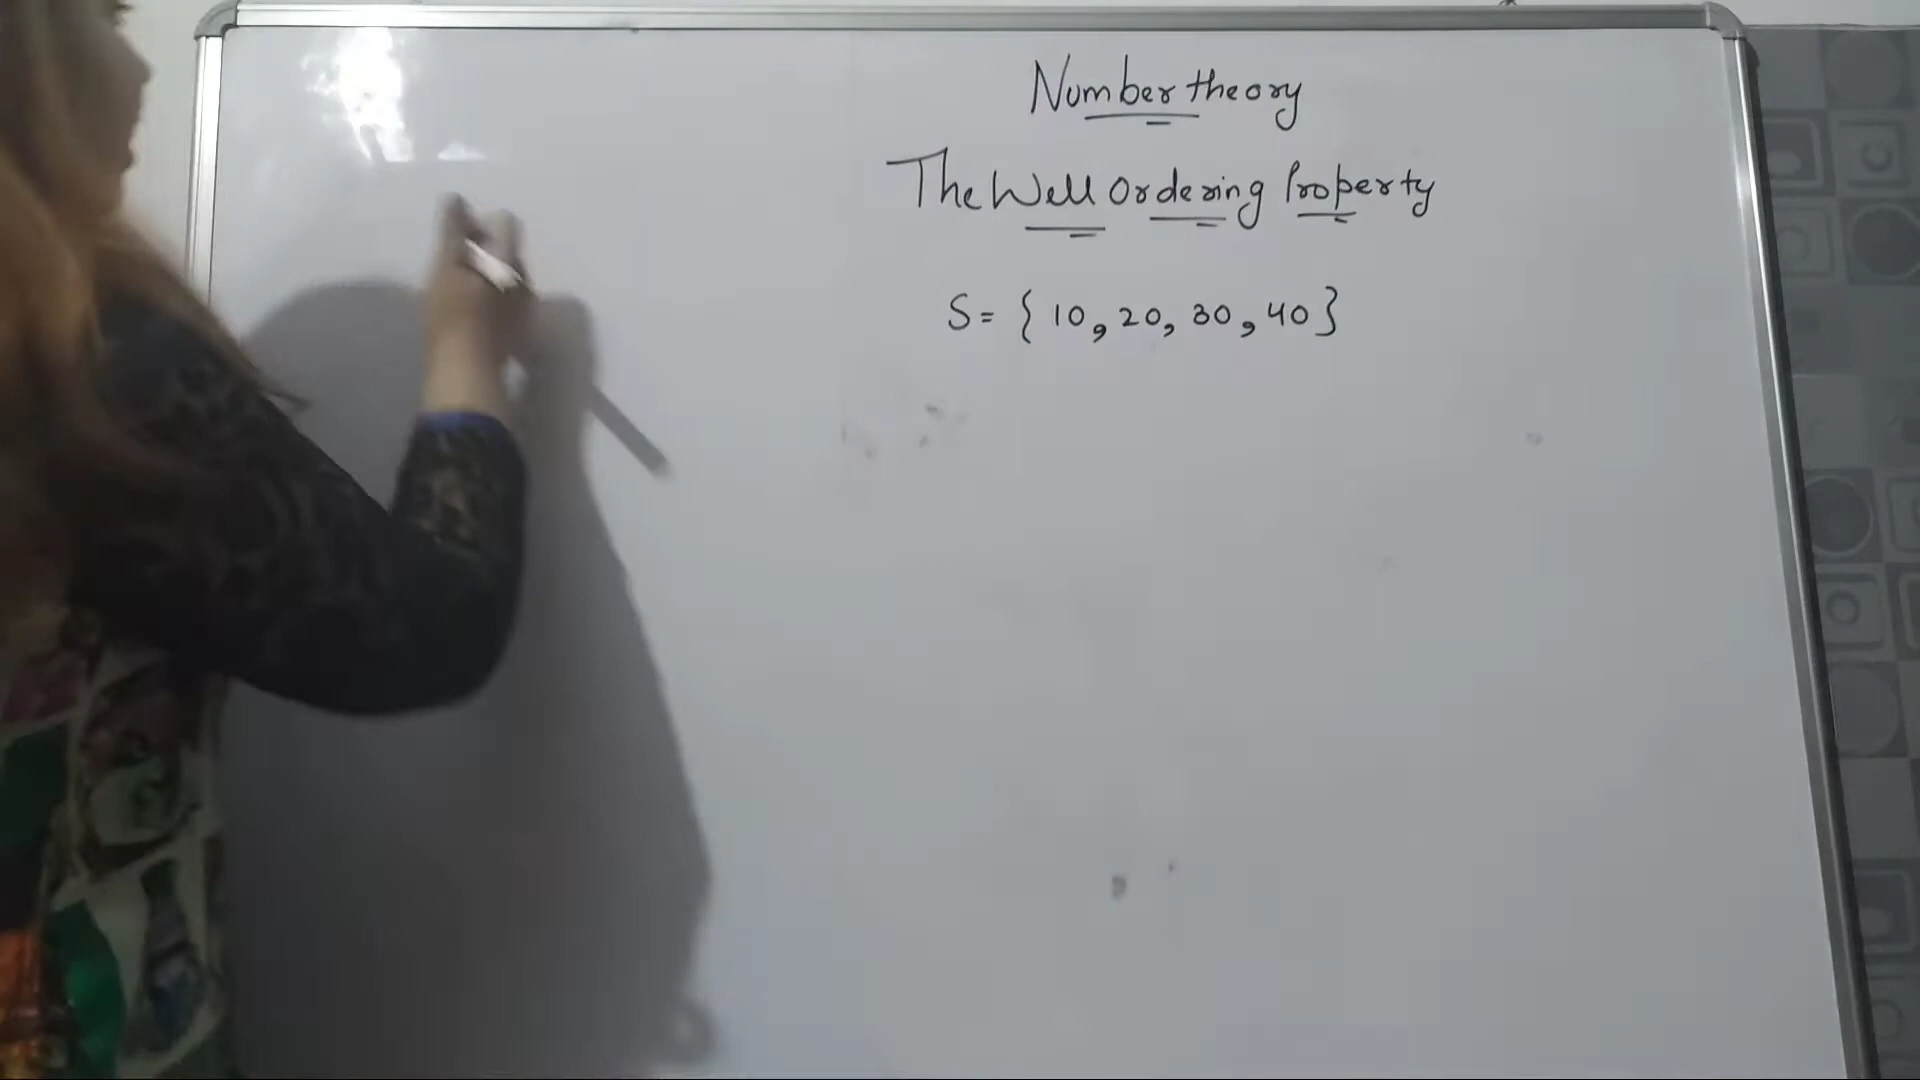 Number theory
The Well Ordering Property
S = { 10, 20, 30, 40 }